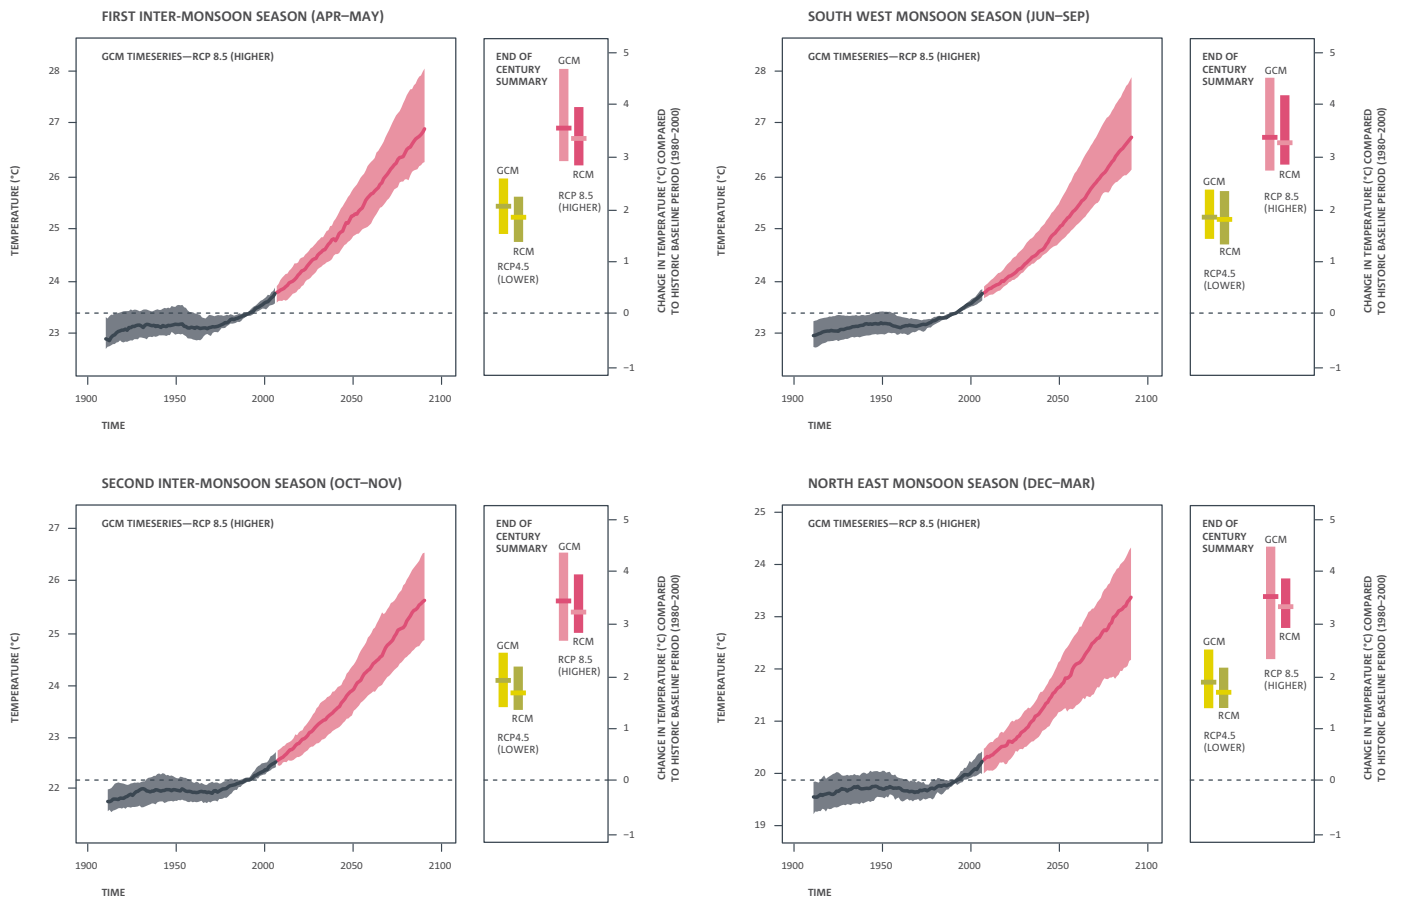 FIRST INTER-MONSOON SEASON (APR–MAY)
GCM TIMESERIES—RCP 8.5 (HIGHER)
28
27
26
25
24
23
TEMPERATURE (°C)
1900
1950
2000
2050
2100
TIME
END OF
CENTURY
SUMMARY
GCM
RCM
RCP 8.5
(HIGHER)
GCM
RCM
RCP4.5
(LOWER)
5
4
3
2
1
0
−1
CHANGE IN TEMPERATURE (°C) COMPARED
TO HISTORIC BASELINE PERIOD (1980–2000)
SOUTH WEST MONSOON SEASON (JUN–SEP)
GCM TIMESERIES—RCP 8.5 (HIGHER)
28
27
26
25
24
23
TEMPERATURE (°C)
1900
1950
2000
2050
2100
TIME
END OF
CENTURY
SUMMARY
GCM
RCM
RCP 8.5
(HIGHER)
GCM
RCM
RCP4.5
(LOWER)
5
4
3
2
1
0
−1
CHANGE IN TEMPERATURE (°C) COMPARED
TO HISTORIC BASELINE PERIOD (1980–2000)
SECOND INTER-MONSOON SEASON (OCT–NOV)
GCM TIMESERIES—RCP 8.5 (HIGHER)
27
26
25
24
23
22
TEMPERATURE (°C)
1900
1950
2000
2050
2100
TIME
END OF
CENTURY
SUMMARY
GCM
RCM
RCP 8.5
(HIGHER)
GCM
RCM
RCP4.5
(LOWER)
5
4
3
2
1
0
−1
CHANGE IN TEMPERATURE (°C) COMPARED
TO HISTORIC BASELINE PERIOD (1980–2000)
NORTH EAST MONSOON SEASON (DEC–MAR)
GCM TIMESERIES—RCP 8.5 (HIGHER)
25
24
23
22
21
20
19
TEMPERATURE (°C)
1900
1950
2000
2050
2100
TIME
END OF
CENTURY
SUMMARY
GCM
RCM
RCP 8.5
(HIGHER)
GCM
RCM
RCP4.5
(LOWER)
5
4
3
2
1
0
−1
CHANGE IN TEMPERATURE (°C) COMPARED
TO HISTORIC BASELINE PERIOD (1980–2000)